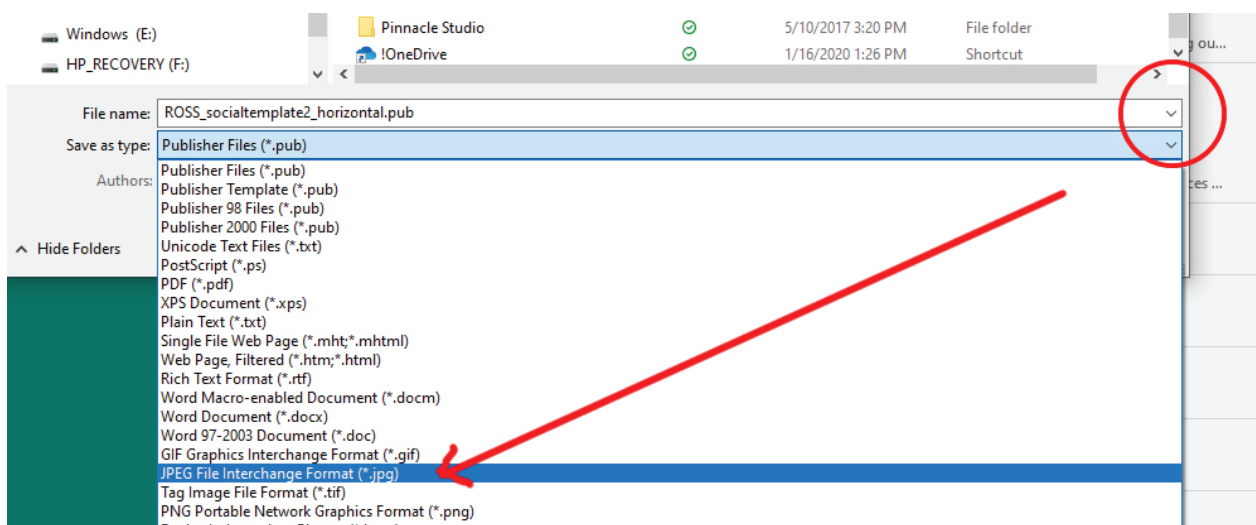 Windows (E:)
Pinnacle Studio 5/10/2017 3:20 PM File folder
HP_RECOVERY (F:)
!OneDrive 1/16/2020 1:26 PM Shortcut
ou...
File name: ROSS_socialtemplate2_horizontal.pub
Save as type: Publisher Files (*.pub)
Authors:
Publisher Files (*.pub)
Publisher Template (*.pub)
Publisher 98 Files (*.pub)
Publisher 2000 Files (*.pub)
Hide Folders
Unicode Text Files (*.txt)
PostScript (*.ps)
PDF (*.pdf)
XPS Document (*.xps)
Plain Text (*.txt)
Single File Web Page (*.mht;*.mhtml)
Web Page, Filtered (*.htm;*.html)
Rich Text Format (*.rtf)
Word Macro-enabled Document (*.docm)
Word Document (*.docx)
Word 97-2003 Document (*.doc)
GIF Graphics Interchange Format (*.gif)
JPEG File Interchange Format (*.jpg)
Tag Image File Format (*.tif)
PNG Portable Network Graphics Format (*.png)